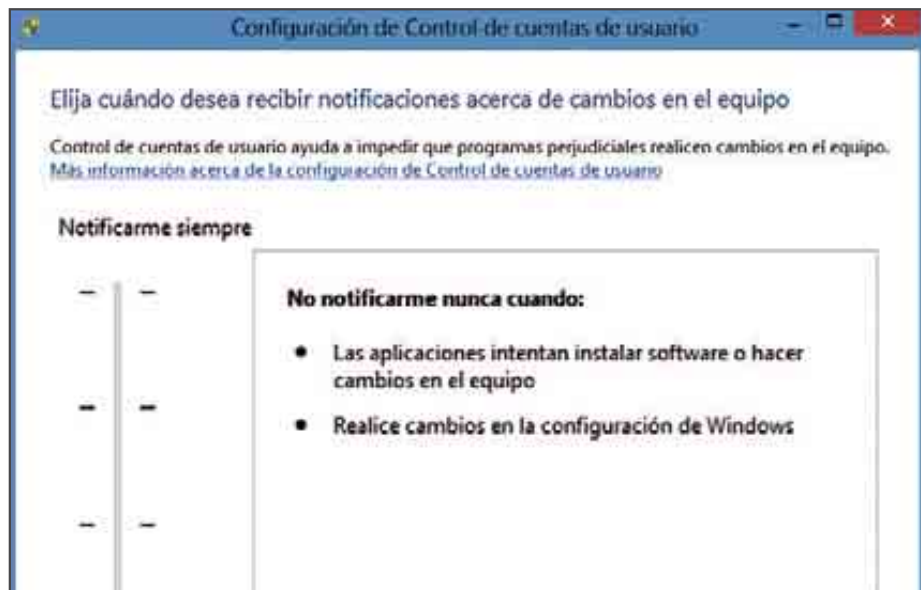 Configuración de Control de cuentas de usuario
Elija cuándo desea recibir notificaciones acerca de cambios en el equipo
Control de cuentas de usuario ayuda a impedir que programas perjudiciales realicen cambios en el equipo.
Más información acerca de la configuración de Control de cuentas de usuario
Notificarme siempre
No notificarme nunca cuando:
• Las aplicaciones intentan instalar software o hacer
cambios en el equipo
• Realice cambios en la configuración de Windows